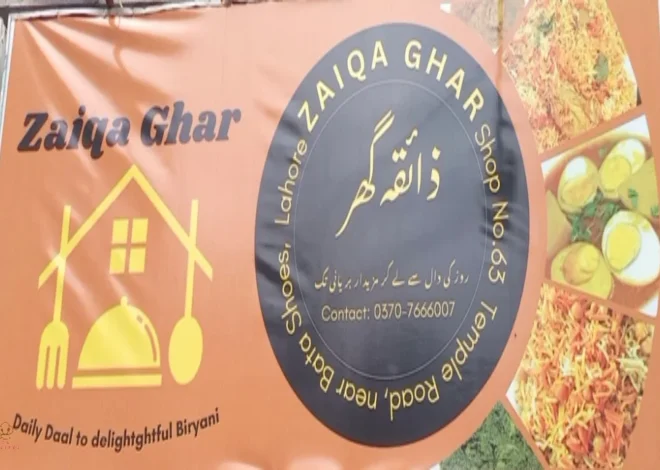 Zaiqa Ghar
Daily Daal to delightghtful Biryani
ZAIQA GHAR
Shop No.63 Temple Road, near Bata Shoes, Lahore
ذائقہ گھر
روز کی دال سے لے کر مزیدار بریانی تک
Contact: 0370-7666007